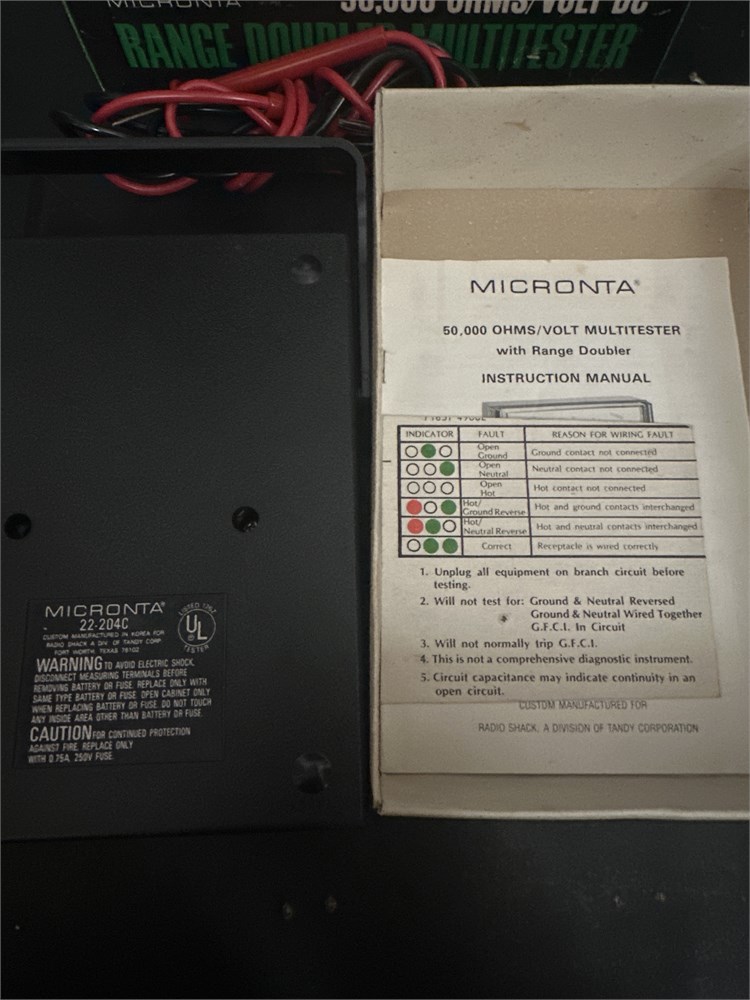 MICRONTA
50,000 OHMS/VOLT DC
RANGE DOUBLER MULTITESTER
MICRONTA®
50,000 OHMS/VOLT MULTITESTER
with Range Doubler
INSTRUCTION MANUAL
INDICATOR FAULT REASON FOR WIRING FAULT
Open Ground Ground contact not connected
Open Neutral Neutral contact not connected
Open Hot Hot contact not connected
Hot/ Ground Reverse Hot and ground contacts interchanged
Hot/ Neutral Reverse Hot and neutral contacts interchanged
Correct Receptacle is wired correctly
1. Unplug all equipment on branch circuit before
testing.
2. Will not test for: Ground & Neutral Reversed
Ground & Neutral Wired Together
G.F.C.I. In Circuit
3. Will not normally trip G.F.C.I.
4. This is not a comprehensive diagnostic instrument.
5. Circuit capacitance may indicate continuity in an
open circuit.
CUSTOM MANUFACTURED FOR
RADIO SHACK, A DIVISION OF TANDY CORPORATION
MICRONTA®
22-204C
CUSTOM MANUFACTURED IN KOREA FOR
RADIO SHACK A DIV. OF TANDY CORP.
FORT WORTH, TEXAS 76102
LISTED
UL
TESTER
WARNING TO AVOID ELECTRIC SHOCK,
DISCONNECT MEASURING TERMINALS BEFORE
REMOVING BATTERY OR FUSE. REPLACE ONLY WITH
SAME TYPE BATTERY OR FUSE. OPEN CABINET ONLY
WHEN REPLACING BATTERY OR FUSE. DO NOT TOUCH
ANY INSIDE AREA OTHER THAN BATTERY OR FUSE.
CAUTION FOR CONTINUED PROTECTION
AGAINST FIRE, REPLACE ONLY
WITH 0.75A, 250V FUSE.